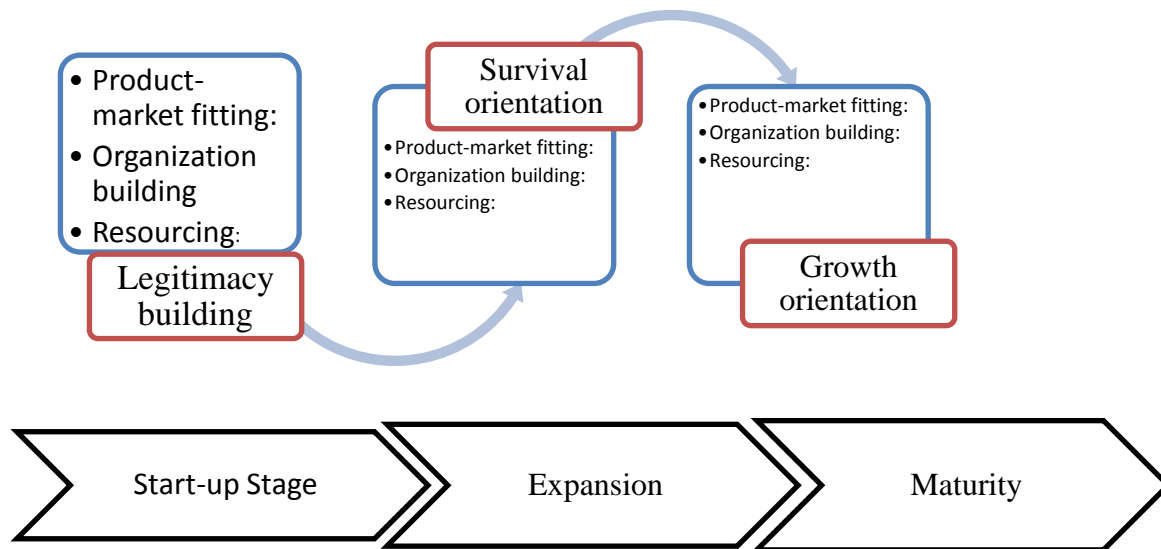 • Product-
market fitting:
• Organization
building
• Resourcing:
Legitimacy
building
Survival
orientation
•Product-market fitting:
•Organization building:
•Resourcing:
•Product-market fitting:
•Organization building:
•Resourcing:
Growth
orientation
Start-up Stage
Expansion
Maturity